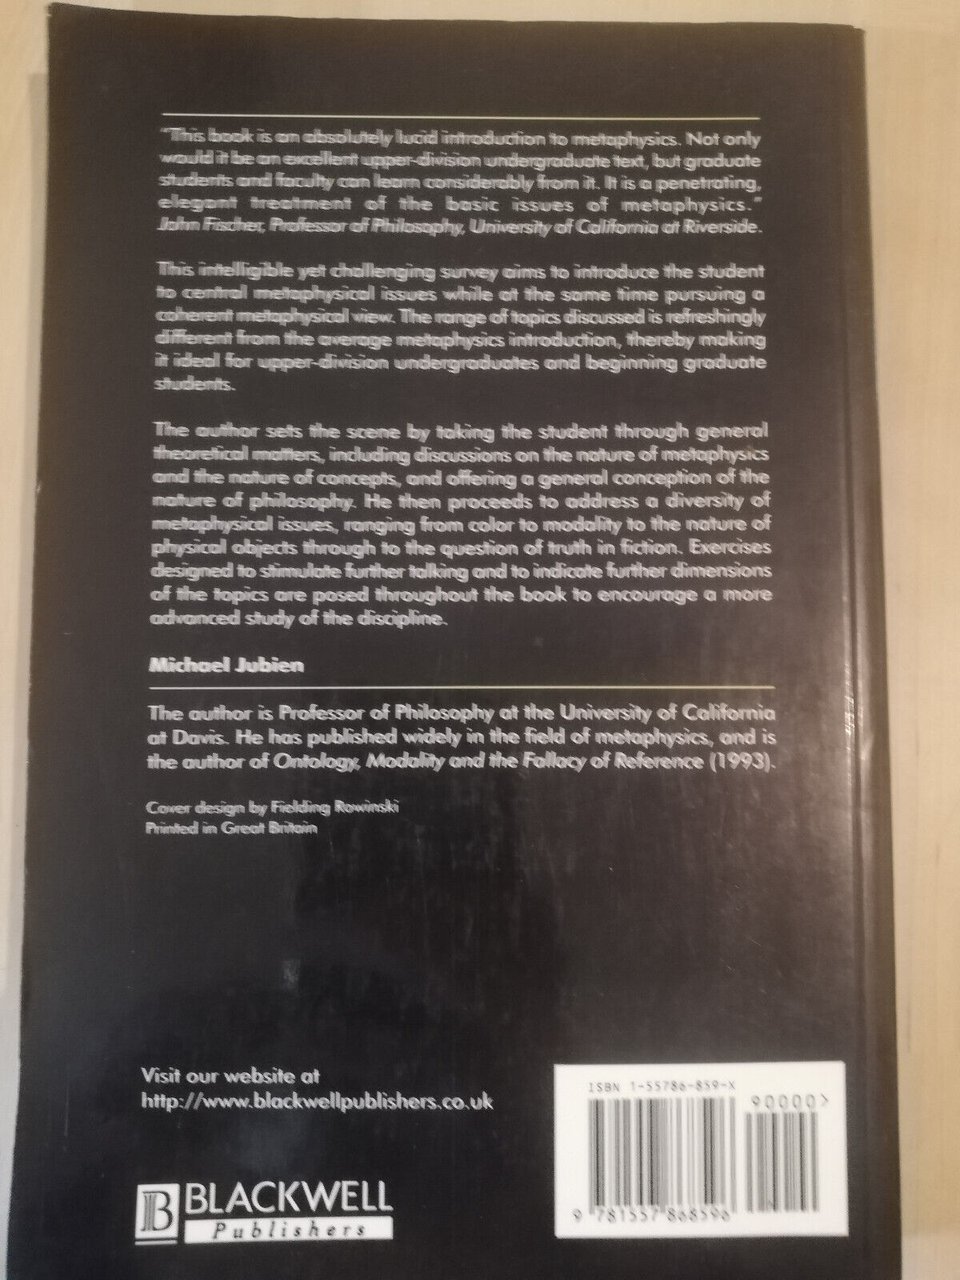 "This book is an absolutely lucid introduction to metaphysics. Not only
would it be an excellent upper-division undergraduate text, but graduate
students and faculty can learn considerably from it. It is a penetrating,
elegant treatment of the basic issues of metaphysics."
John Fischer, Professor of Philosophy, University of California at Riverside.
This intelligible yet challenging survey aims to introduce the student
to central metaphysical issues while at the same time pursuing a
coherent metaphysical view. The range of topics discussed is refreshingly
different from the average metaphysics introduction, thereby making
it ideal for upper-division undergraduates and beginning graduate
students.
The author sets the scene by taking the student through general
theoretical matters, including discussions on the nature of metaphysics
and the nature of concepts, and offering a general conception of the
nature of philosophy. He then proceeds to address a diversity of
metaphysical issues, ranging from color to modality to the nature of
physical objects through to the question of truth in fiction. Exercises
designed to stimulate further talking and to indicate further dimensions
of the topics are posed throughout the book to encourage a more
advanced study of the discipline.
Michael Jubien
The author is Professor of Philosophy at the University of California
at Davis. He has published widely in the field of metaphysics, and is
the author of Ontology, Modality and the Fallacy of Reference (1993).
Cover design by Fielding Rowinski
Printed in Great Britain
Visit our website at
http://www.blackwellpublishers.co.uk
B BLACKWELL
Publishers
ISBN 1-55786-859-X
90000>
9 781557 868596